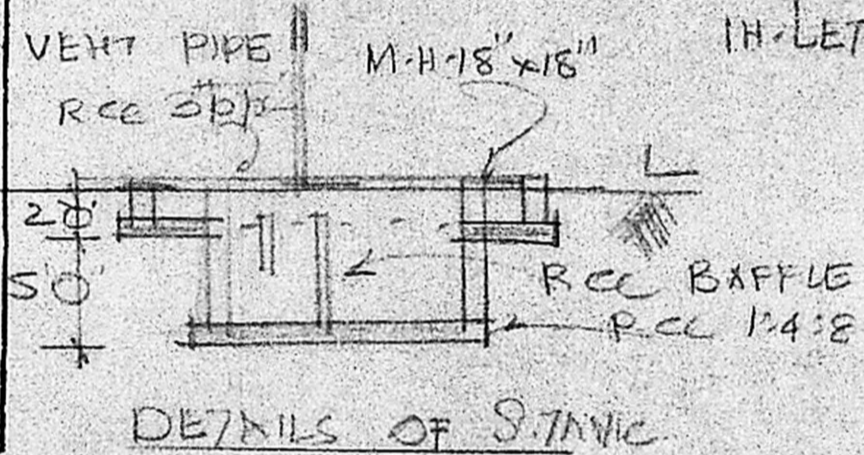 VENT PIPE
M.H.18"x18"
IN.LET
RCC
2'0"
5'0"
RCC BAFFLE
P.CC 1:4:8
DETAILS OF S.TANK